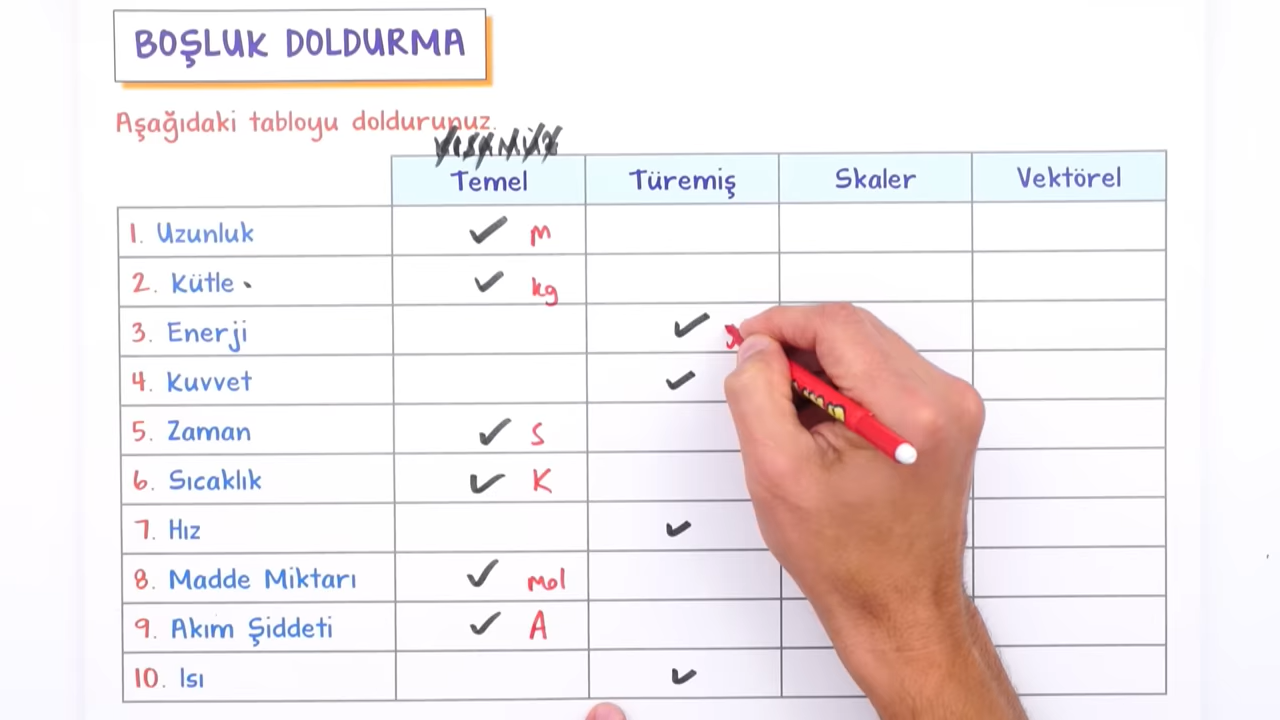 BOŞLUK DOLDURMA
Aşağıdaki tabloyu doldurunuz.
Temel Türemiş Skaler Vektörel
1. Uzunluk ✓ m
2. Kütle ✓ kg
3. Enerji ✓
4. Kuvvet ✓
5. Zaman ✓ s
6. Sıcaklık ✓ K
7. Hız ✓
8. Madde Miktarı ✓ mol
9. Akım Şiddeti ✓ A
10. Isı ✓